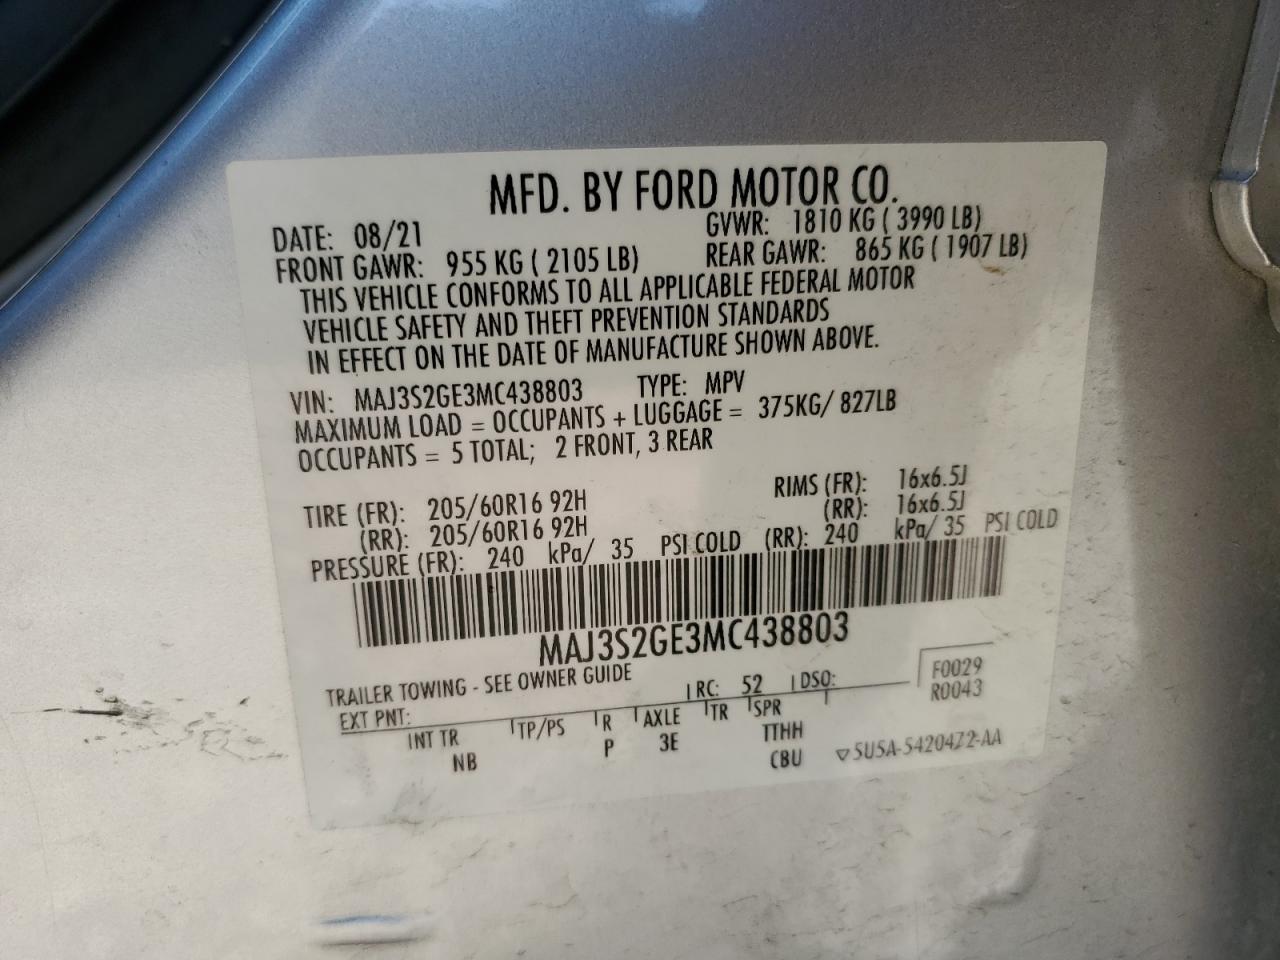 MFD. BY FORD MOTOR CO.
DATE: 08/21 GVWR: 1810 KG ( 3990 LB)
FRONT GAWR: 955 KG ( 2105 LB) REAR GAWR: 865 KG ( 1907 LB)
THIS VEHICLE CONFORMS TO ALL APPLICABLE FEDERAL MOTOR
VEHICLE SAFETY AND THEFT PREVENTION STANDARDS
IN EFFECT ON THE DATE OF MANUFACTURE SHOWN ABOVE.
VIN: MAJ3S2GE3MC438803 TYPE: MPV
MAXIMUM LOAD = OCCUPANTS + LUGGAGE = 375KG/ 827LB
OCCUPANTS = 5 TOTAL; 2 FRONT, 3 REAR
TIRE (FR): 205/60R16 92H RIMS (FR): 16x6.5J
(RR): 205/60R16 92H (RR): 16x6.5J
PRESSURE (FR): 240 kPa/ 35 PSI COLD (RR): 240 kPa/ 35 PSI COLD
MAJ3S2GE3MC438803
TRAILER TOWING - SEE OWNER GUIDE
EXT PNT: RC: 52 DSO: F0029
R0043
INT TR TP/PS R AXLE TR SPR
NB P 3E TTHH
CBU 5U5A-5420472-AA